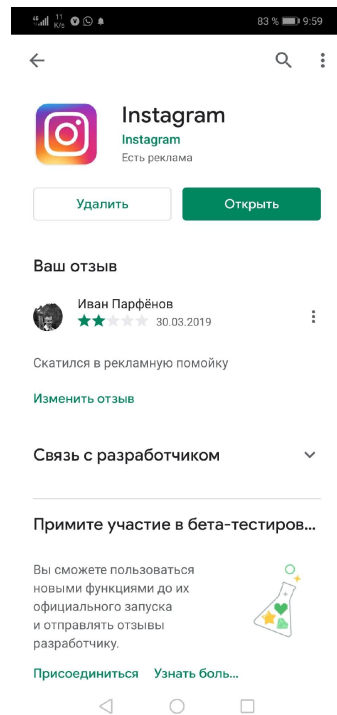 11 K/s 83 % 9:59
Instagram
Instagram
Есть реклама
Удалить Открыть
Ваш отзыв
Иван Парфёнов
30.03.2019
Скатился в рекламную помойку
Изменить отзыв
Связь с разработчиком
Примите участие в бета-тестиров...
Вы сможете пользоваться
новыми функциями до их
официального запуска
и отправлять отзывы
разработчику.
Присоединиться Узнать боль...